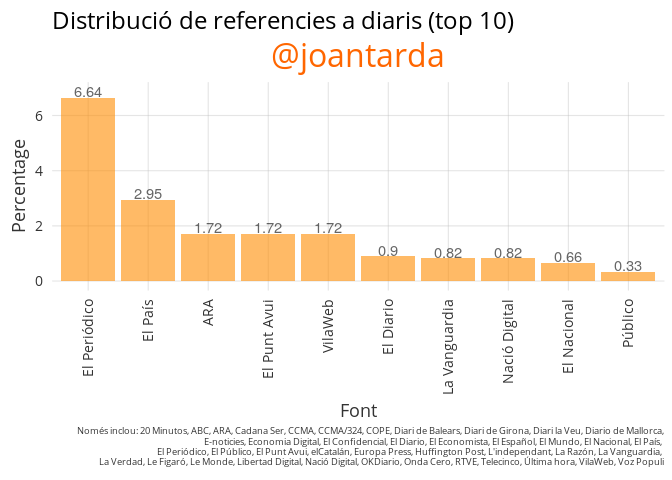 Distribució de referencies a diaris (top 10)
@joantarda
Percentage
6
4
2
0
6.64
2.95
1.72
1.72
1.72
0.9
0.82
0.82
0.66
0.33
El Periódico
El País
ARA
El Punt Avui
VilaWeb
El Diario
La Vanguardia
Nació Digital
El Nacional
Público
Font
Només inclou: 20 Minutos, ABC, ARA, Cadana Ser, CCMA, CCMA/324, COPE, Diari de Balears, Diari de Girona, Diari la Veu, Diario de Mallorca,
E-noticies, Economia Digital, El Confidencial, El Diario, El Economista, El Español, El Mundo, El Nacional, El País,
El Periódico, El Público, El Punt Avui, elCatalán, Europa Press, Huffington Post, L'independant, La Razón, La Vanguardia,
La Verdad, Le Figaró, Le Monde, Libertad Digital, Nació Digital, OKDiario, Onda Cero, RTVE, Telecinco, Última hora, VilaWeb, Voz Populi